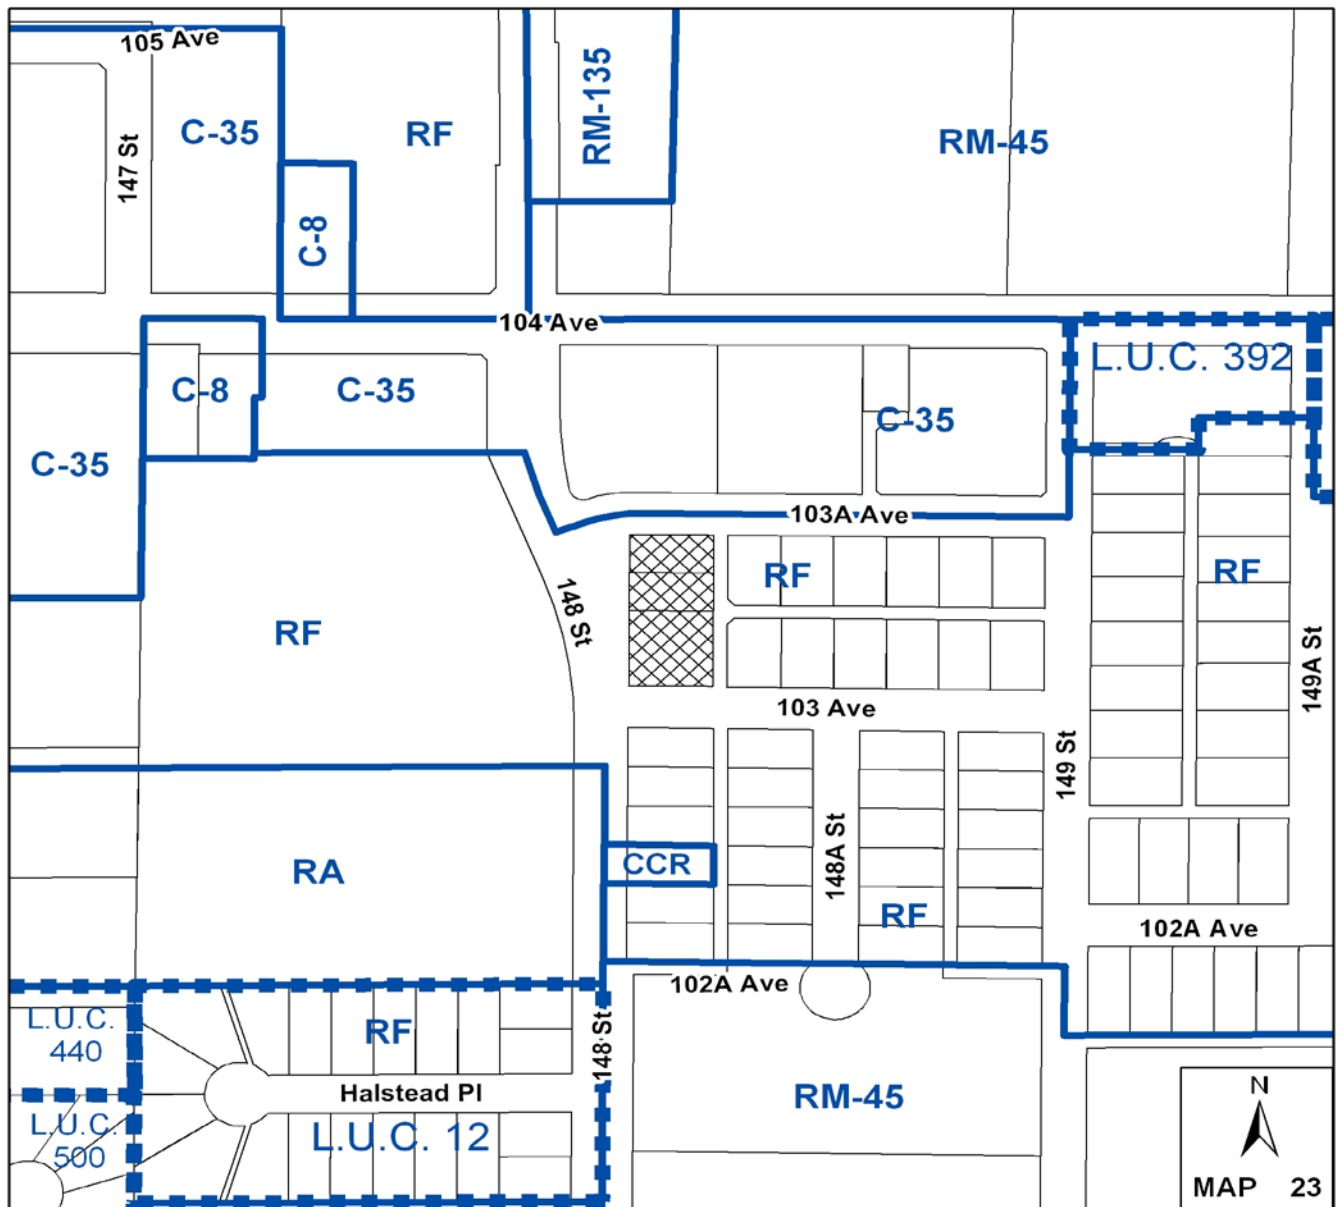 105 Ave
C-35
RF
RM-135
RM-45
147 St
C-8
104 Ave
L.U.C. 392
C-8
C-35
C-35
C-35
103A Ave
RF
RF
148 St
RF
149A St
103 Ave
149 St
148A St
CCR
RA
RF
102A Ave
102A Ave
L.U.C.
440
RF
148 St
Halstead Pl
RM-45
L.U.C.
500
L.U.C. 12
N
MAP 23